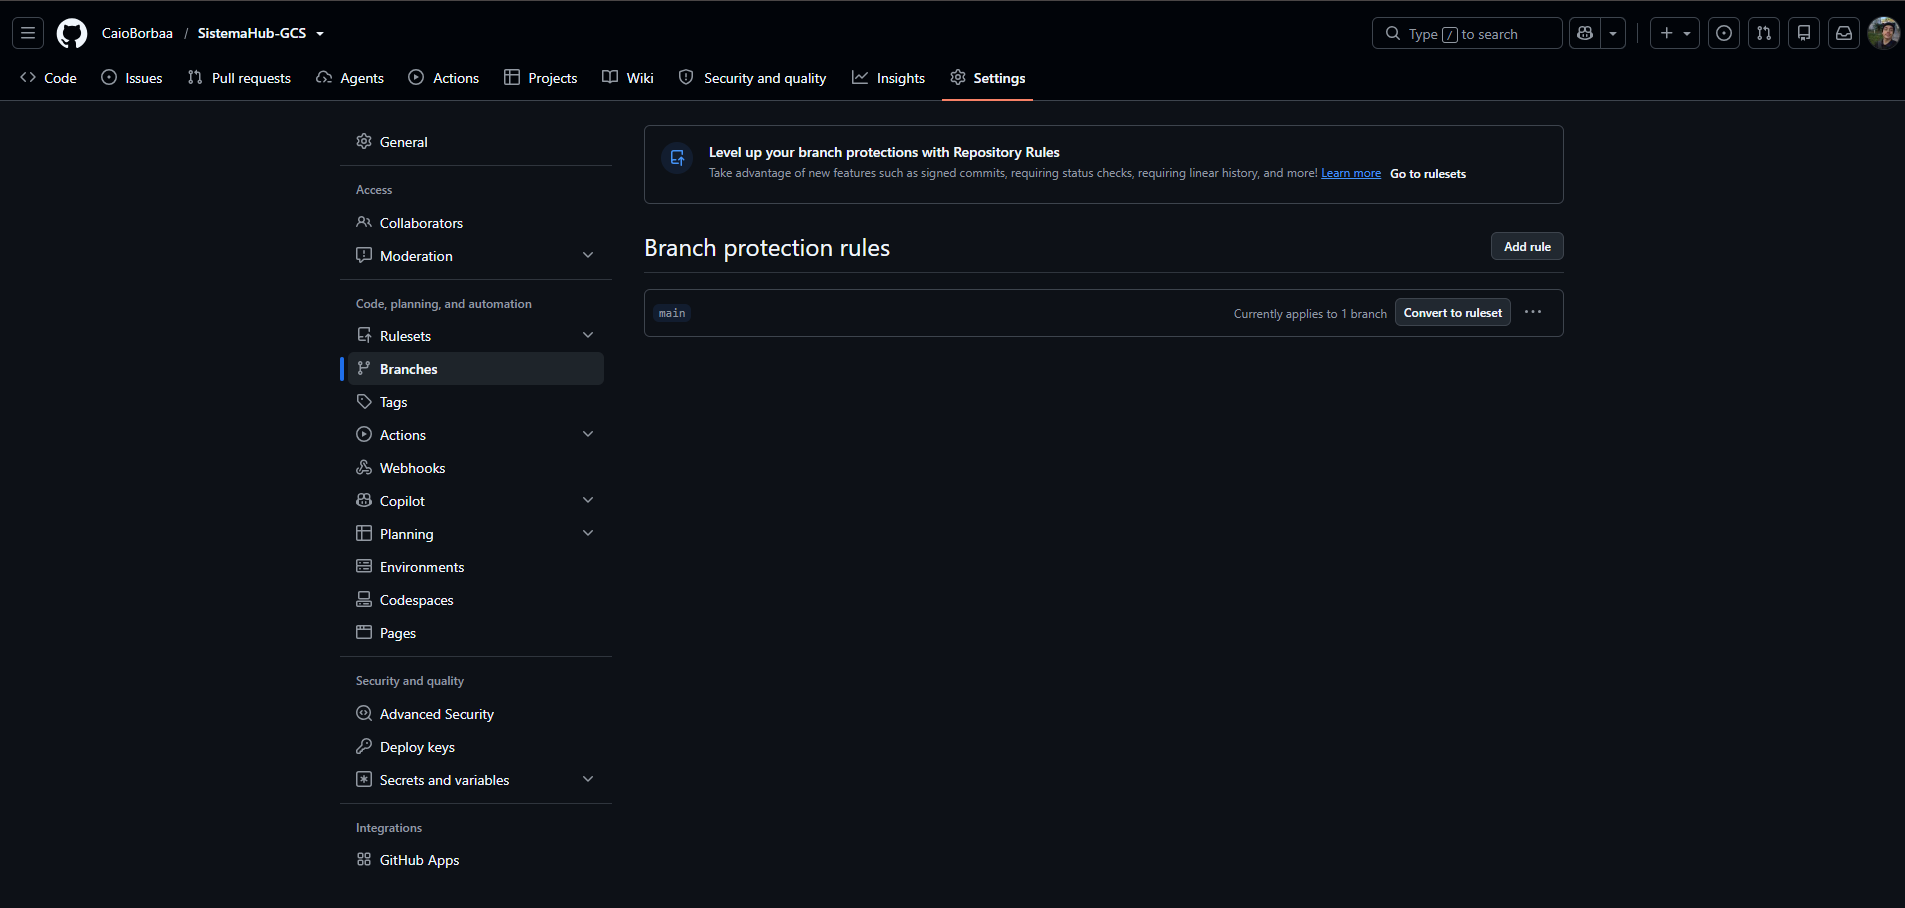 CaioBorbaa / SistemaHub-GCS
Type / to search
Code
Issues
Pull requests
Agents
Actions
Projects
Wiki
Security and quality
Insights
Settings
General
Access
Collaborators
Moderation
Code, planning, and automation
Rulesets
Branches
Tags
Actions
Webhooks
Copilot
Planning
Environments
Codespaces
Pages
Security and quality
Advanced Security
Deploy keys
Secrets and variables
Integrations
GitHub Apps
Level up your branch protections with Repository Rules
Take advantage of new features such as signed commits, requiring status checks, requiring linear history, and more! Learn more Go to rulesets
Branch protection rules
Add rule
main
Currently applies to 1 branch
Convert to ruleset